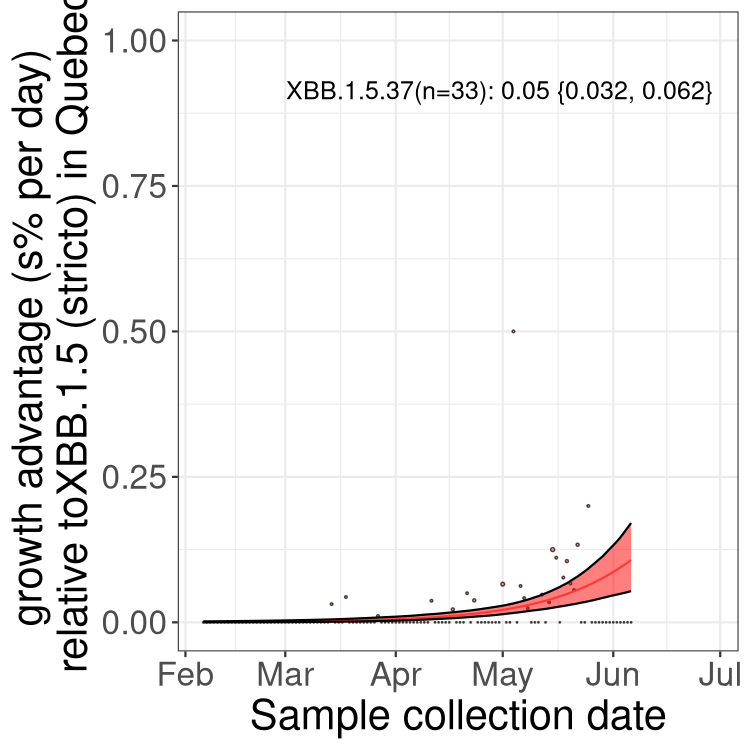 growth advantage (s% per day)
relative toXBB.1.5 (stricto) in Quebec
1.00
0.75
0.50
0.25
0.00
XBB.1.5.37(n=33): 0.05 {0.032, 0.062}
Feb Mar Apr May Jun Jul
Sample collection date